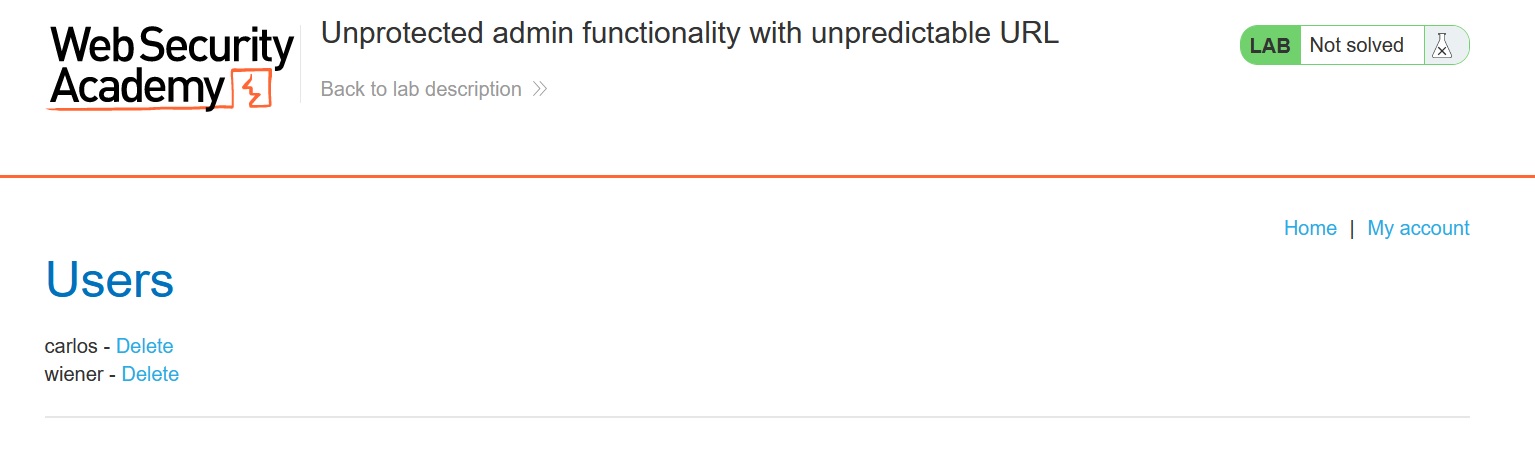 Web Security
Academy
Unprotected admin functionality with unpredictable URL
Back to lab description
LAB Not solved
Home | My account
Users
carlos - Delete
wiener - Delete